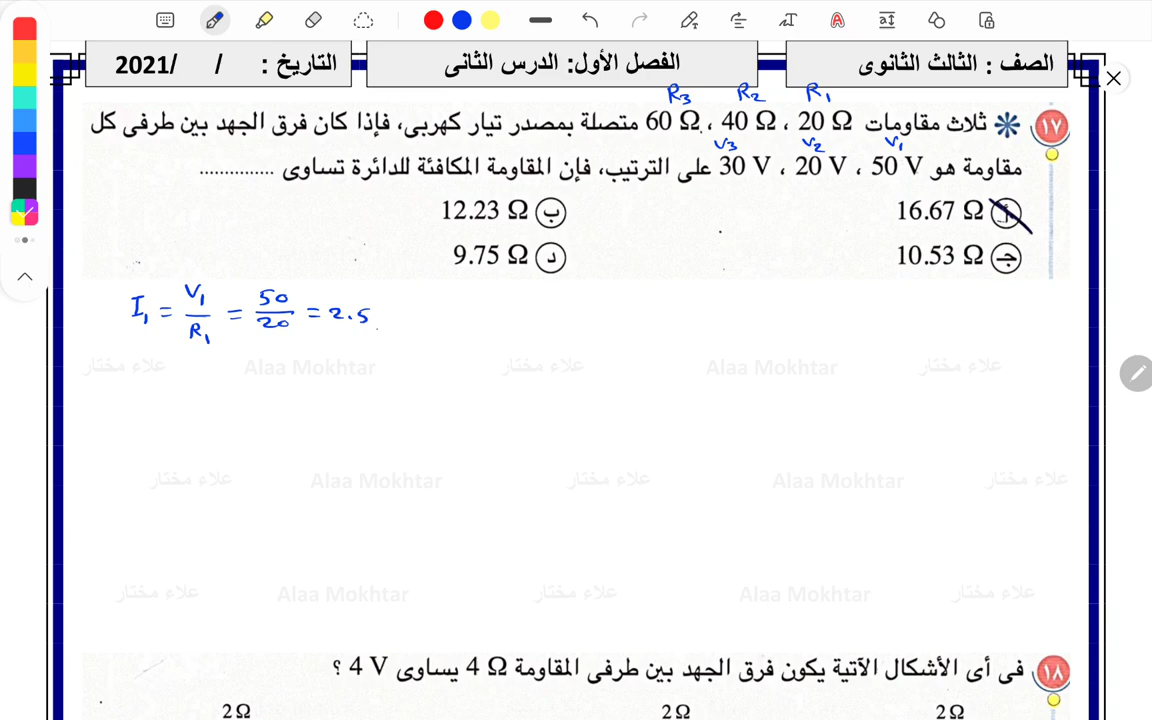 الصف : الثالث الثانوى
الفصل الأول: الدرس الثانى
التاريخ : / /2021
R3 R2 R1
١٧ ثلاث مقاومات 20 Ω ، 40 Ω ، 60 Ω متصلة بمصدر تيار كهربى، فإذا كان فرق الجهد بين طرفى كل
V3 V2 V1
مقاومة هو 50 V ، 20 V ، 30 V على الترتيب، فإن المقاومة المكافئة للدائرة تساوى ...............
أ 16.67 Ω
ب 12.23 Ω
جـ 10.53 Ω
د 9.75 Ω
I1 = V1 / R1 = 50 / 20 = 2.5
علاء مختار Alaa Mokhtar علاء مختار Alaa Mokhtar علاء مختار
علاء مختار Alaa Mokhtar علاء مختار Alaa Mokhtar علاء مختار
علاء مختار Alaa Mokhtar علاء مختار Alaa Mokhtar علاء مختار
١٨ فى أى الأشكال الآتية يكون فرق الجهد بين طرفى المقاومة 4 Ω يساوى 4 V ؟
2Ω 2Ω 2Ω